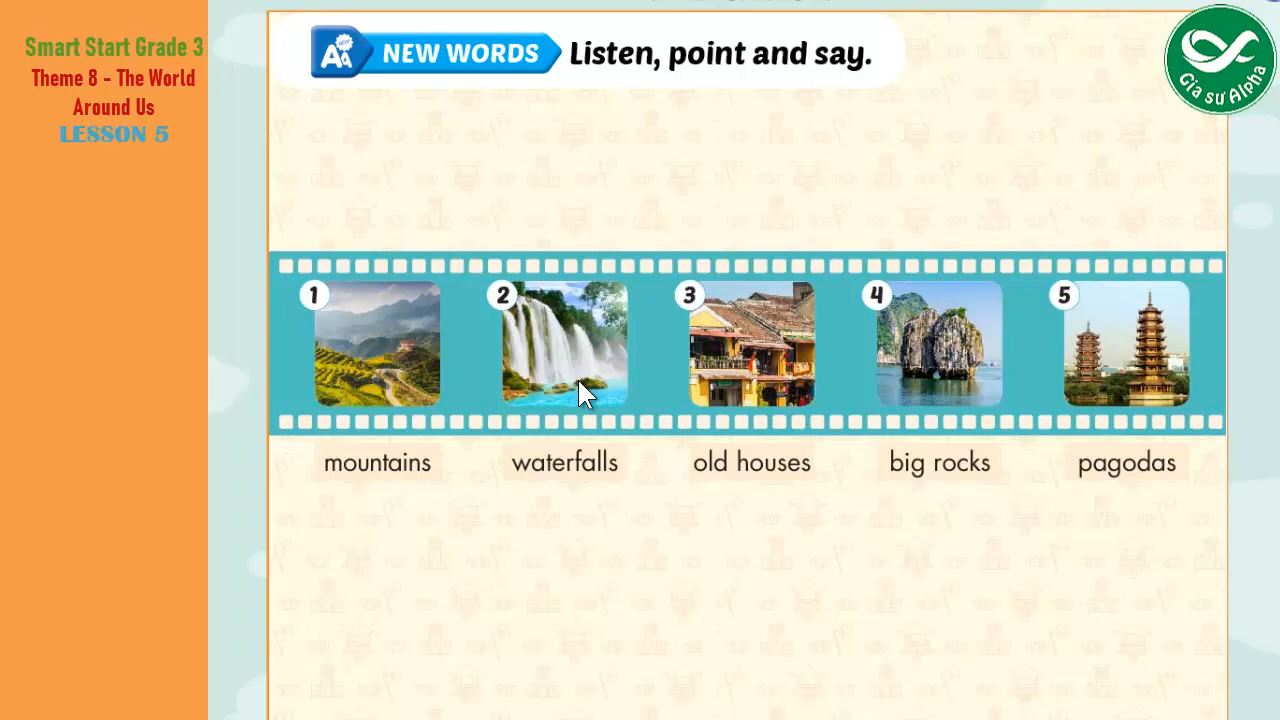 Smart Start Grade 3
Theme 8 - The World
Around Us
LESSON 5
NEW WORDS Listen, point and say.
Gia sư Alpha
1 2 3 4 5
mountains waterfalls old houses big rocks pagodas